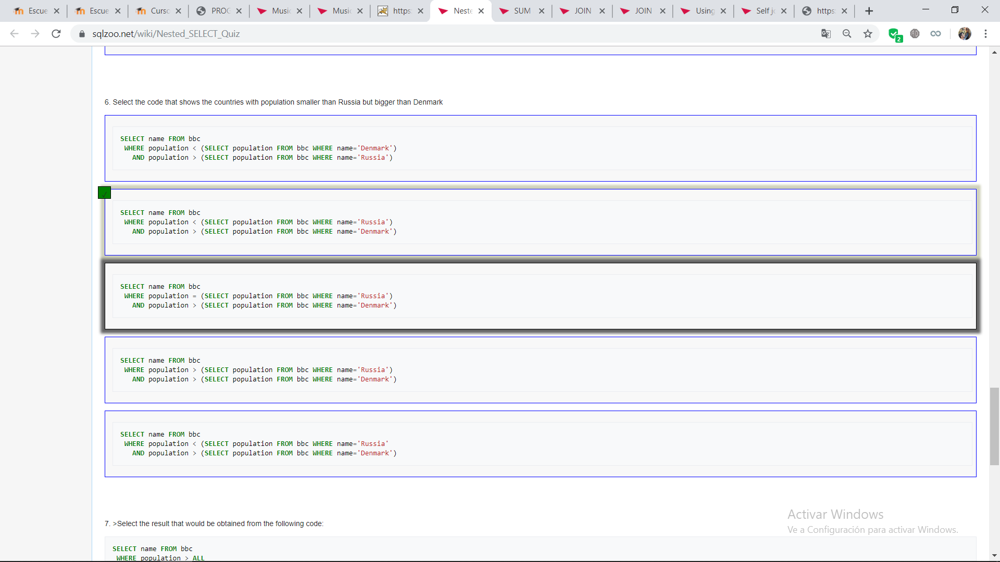 Escue
Escue
Curso
PROG
Music
Music
https:
Neste
SUM
JOIN
JOIN
Using
Self jo
https:
sqlzoo.net/wiki/Nested_SELECT_Quiz
2
6. Select the code that shows the countries with population smaller than Russia but bigger than Denmark
SELECT name FROM bbc
WHERE population < (SELECT population FROM bbc WHERE name='Denmark')
AND population > (SELECT population FROM bbc WHERE name='Russia')
SELECT name FROM bbc
WHERE population < (SELECT population FROM bbc WHERE name='Russia')
AND population > (SELECT population FROM bbc WHERE name='Denmark')
SELECT name FROM bbc
WHERE population = (SELECT population FROM bbc WHERE name='Russia')
AND population > (SELECT population FROM bbc WHERE name='Denmark')
SELECT name FROM bbc
WHERE population > (SELECT population FROM bbc WHERE name='Russia')
AND population > (SELECT population FROM bbc WHERE name='Denmark')
SELECT name FROM bbc
WHERE population < (SELECT population FROM bbc WHERE name='Russia'
AND population > (SELECT population FROM bbc WHERE name='Denmark')
7. >Select the result that would be obtained from the following code:
SELECT name FROM bbc
WHERE population > ALL
Activar Windows
Ve a Configuración para activar Windows.